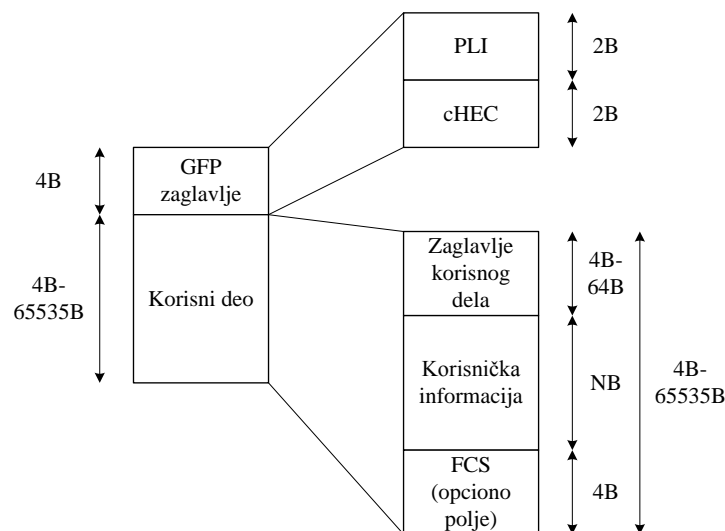 PLI
2B
cHEC
2B
GFP
zaglavlje
4B
Korisni deo
4B-
65535B
Zaglavlje
korisnog
dela
4B-
64B
Korisnička
informacija
NB
4B-
65535B
FCS
(opciono
polje)
4B